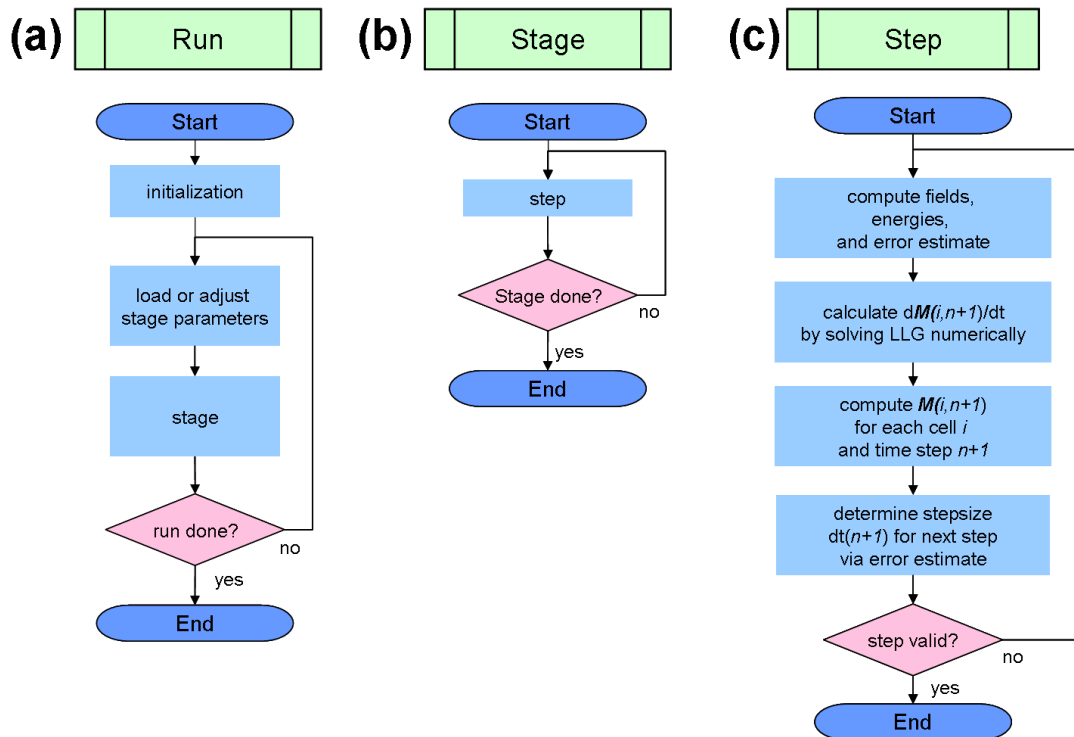 (a)
Run
Start
initialization
load or adjust
stage parameters
stage
run done?
no
yes
End
(b)
Stage
Start
step
Stage done?
no
yes
End
(c)
Step
Start
compute fields,
energies,
and error estimate
calculate dM(i,n+1)/dt
by solving LLG numerically
compute M(i,n+1)
for each cell i
and time step n+1
determine stepsize
dt(n+1) for next step
via error estimate
step valid?
no
yes
End